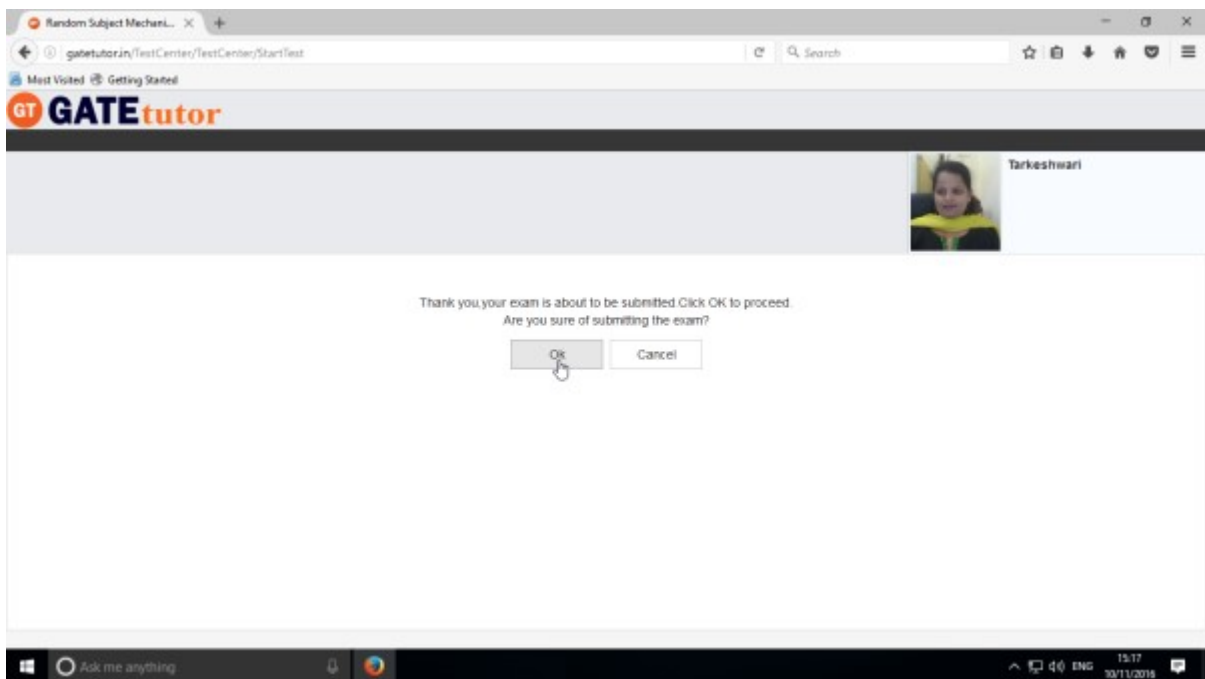 Random Subject Mechani...
gatetutor.in/TestCenter/TestCenter/StartTest
Search
Most Visited Getting Started
GT GATEtutor
Tarkeshwari
Thank you,your exam is about to be submitted.Click OK to proceed.
Are you sure of submitting the exam?
Ok Cancel
Ask me anything
ENG
15:17
10/11/2016